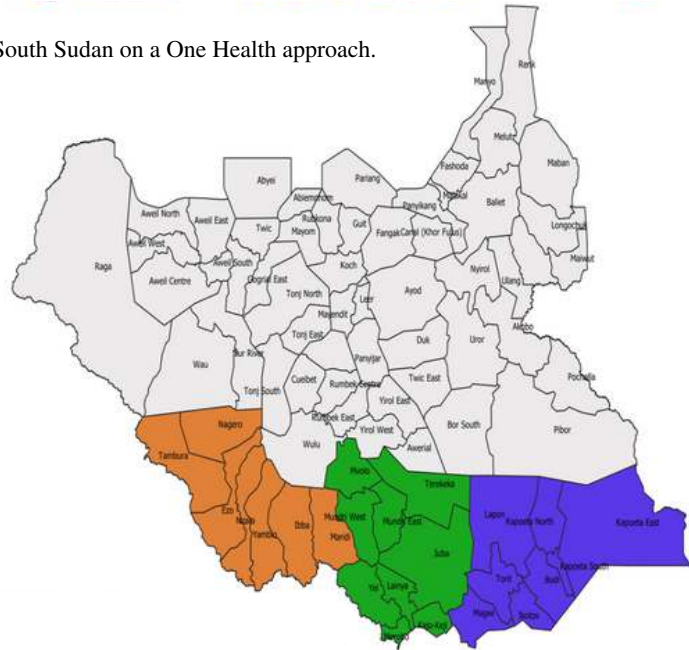 South Sudan on a One Health approach.
Renk
Manyo
Melut
Maban
Fashoda
Malakal
Baliet
Abyei
Pariang
Abiemnhom
Rubkona
Panyikang
Aweil North
Aweil East
Twic
Mayom
Guit
Fangak
Canal (Khor Fulus)
Longochuk
Maiwut
Aweil West
Aweil South
Raga
Aweil Centre
Gogrial East
Koch
Nyirol
Ulang
Tonj North
Leer
Ayod
Mayendit
Akobo
Tonj East
Duk
Uror
Jur River
Wau
Panyijar
Pochalla
Tonj South
Cueibet
Rumbek Centre
Twic East
Yirol East
Rumbek East
Yirol West
Bor South
Pibor
Nagero
Wulu
Awerial
Tambura
Mvolo
Terekeka
Ezo
Nzara
Yambio
Ibba
Maridi
Mundri West
Mundri East
Juba
Lapon
Kapoeta North
Kapoeta East
Kapoeta South
Yei
Lainya
Torit
Budi
Magwi
Ikotos
Kajo-Keji
Morobo